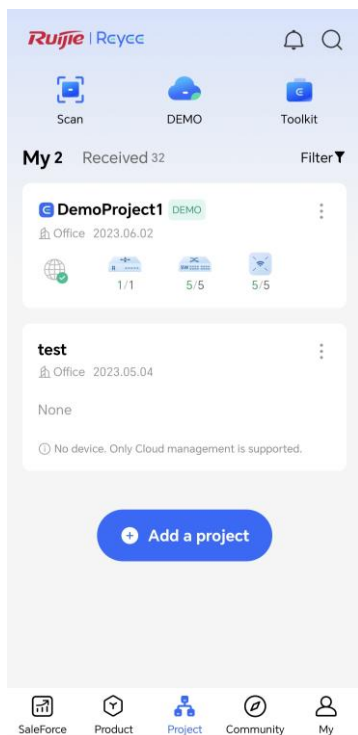 Ruijie | Reyee
Scan DEMO Toolkit
My 2 Received 32 Filter▼
DemoProject1 DEMO
Office 2023.06.02
1/1 5/5 5/5
test
Office 2023.05.04
None
No device. Only Cloud management is supported.
Add a project
SaleForce Product Project Community My